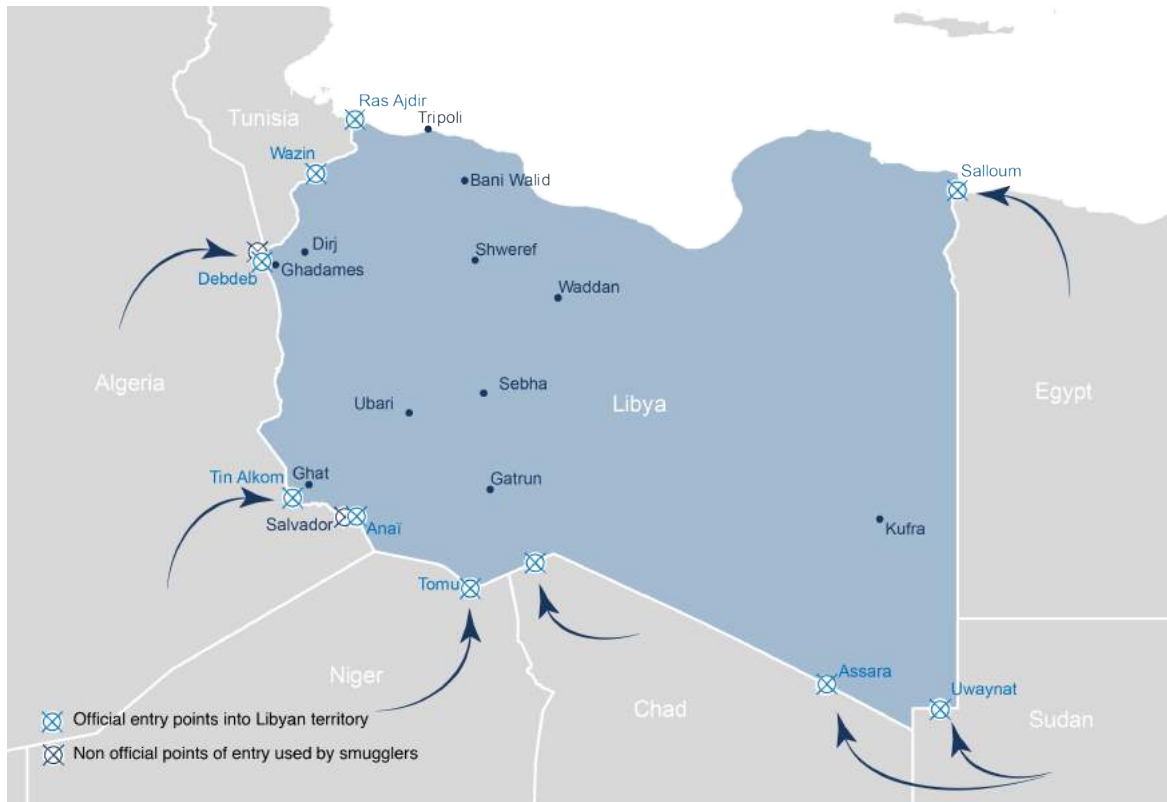 Ras Ajdir
Tunisia
Tripoli
Wazin
Salloum
Bani Walid
Dirj
Shweref
Ghadames
Debdeb
Waddan
Algeria
Sebha
Ubari
Libya
Egypt
Tin Alkom
Ghat
Gatrun
Salvador
Anaï
Kufra
Tomu
Niger
Assara
Chad
Uwaynat
Sudan
Official entry points into Libyan territory
Non official points of entry used by smugglers